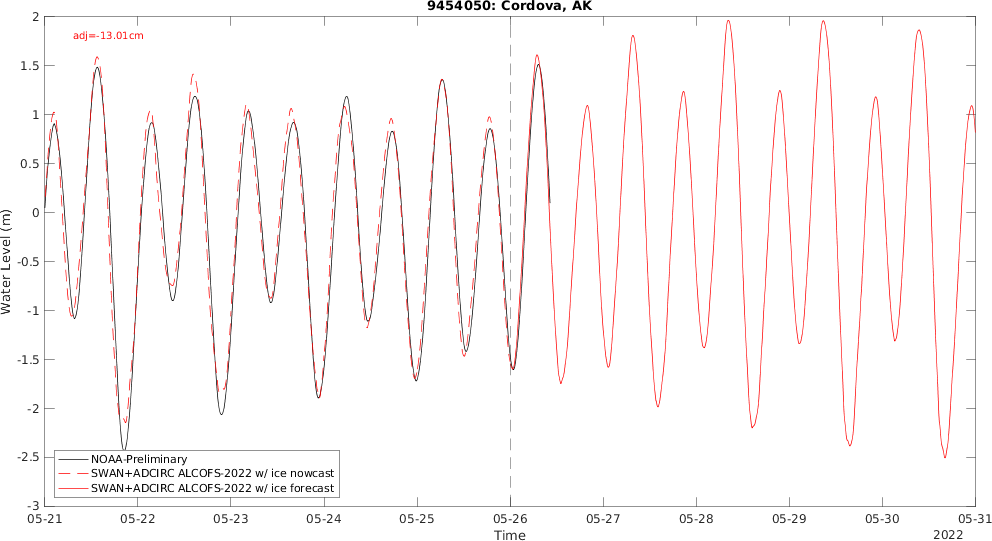 9454050: Cordova, AK
adj=-13.01cm
2
1.5
1
0.5
0
-0.5
-1
-1.5
-2
-2.5
-3
Water Level (m)
NOAA-Preliminary
SWAN+ADCIRC ALCOFS-2022 w/ ice nowcast
SWAN+ADCIRC ALCOFS-2022 w/ ice forecast
05-21 05-22 05-23 05-24 05-25 05-26 05-27 05-28 05-29 05-30 05-31
Time
2022